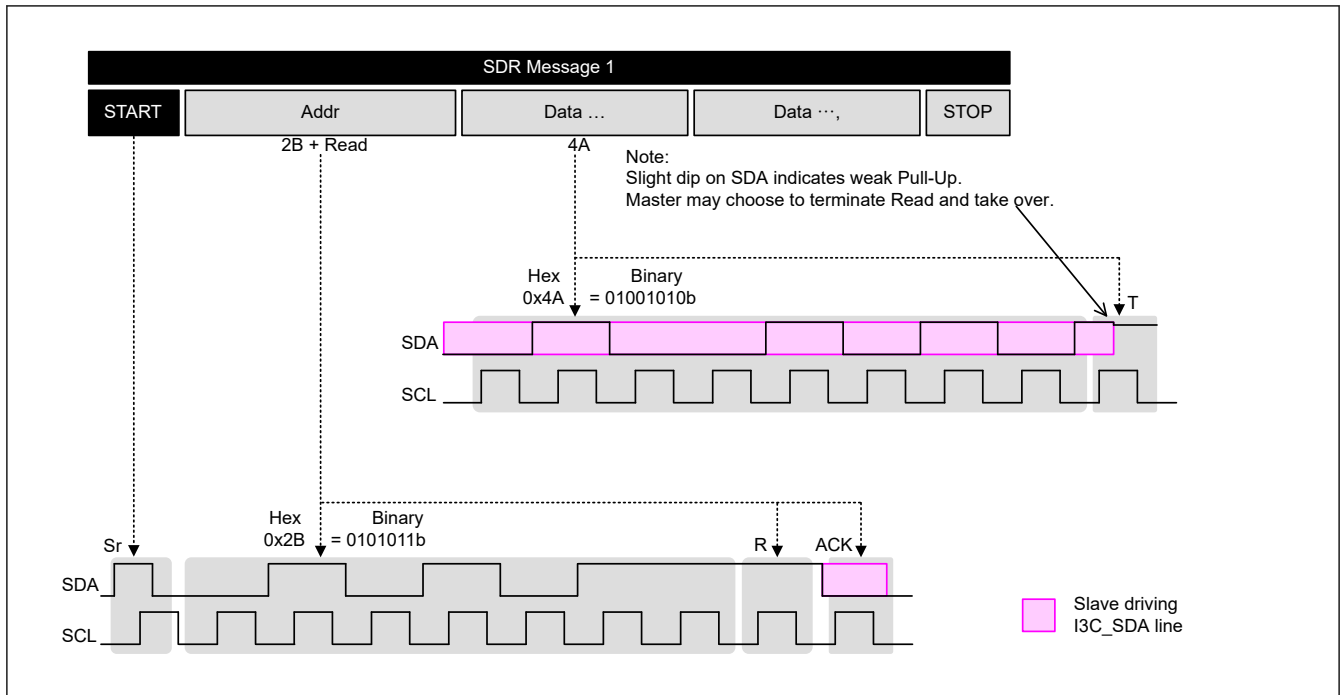 SDR Message 1
START
Addr
Data …
Data ⋯,
STOP
2B + Read
4A
Note:
Slight dip on SDA indicates weak Pull-Up.
Master may choose to terminate Read and take over.
Hex
Binary
0x4A
= 01001010b
T
SDA
SCL
Hex
Binary
0x2B
= 0101011b
Sr
R
ACK
SDA
SCL
Slave driving
I3C_SDA line